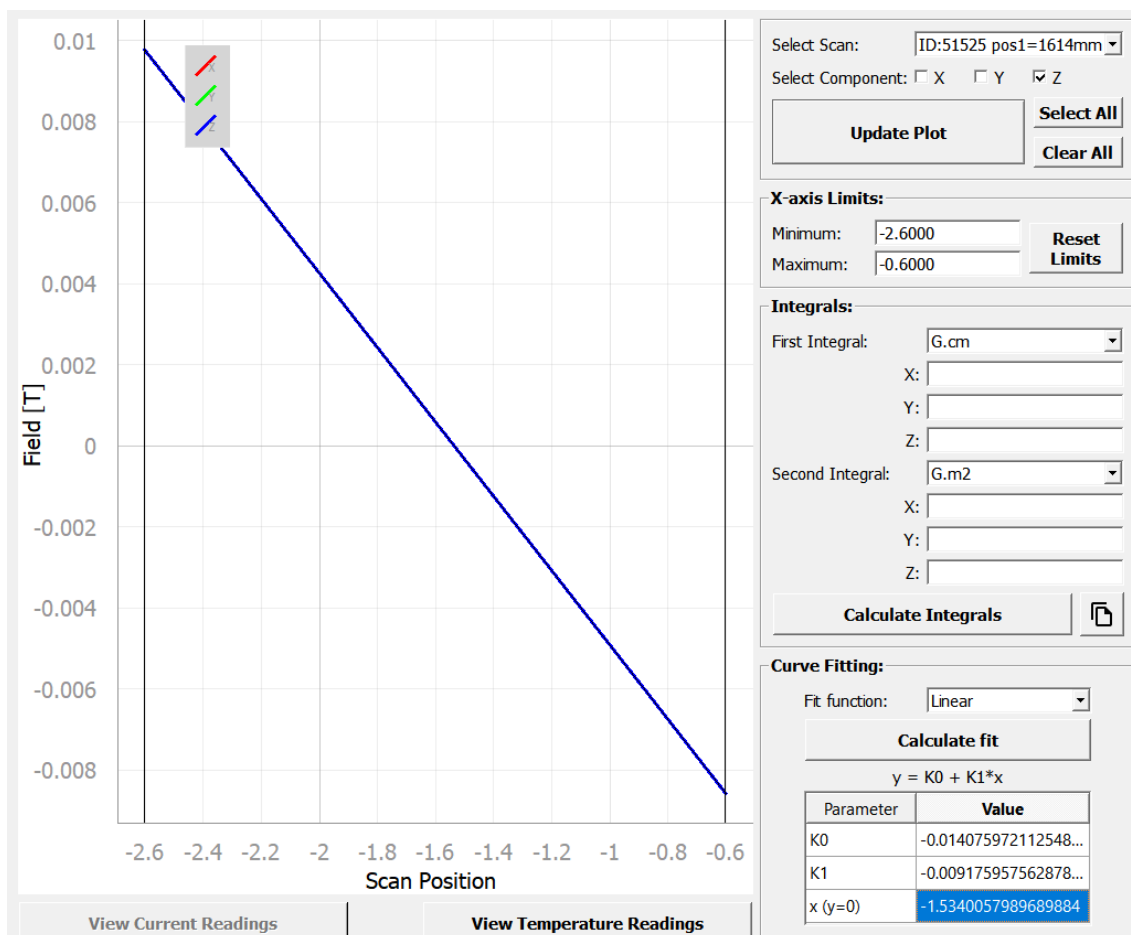 0.01
0.008
0.006
0.004
0.002
0
-0.002
-0.004
-0.006
-0.008
Field [T]
X
Y
Z
-2.6 -2.4 -2.2 -2 -1.8 -1.6 -1.4 -1.2 -1 -0.8 -0.6
Scan Position
View Current Readings
View Temperature Readings
Select Scan: ID:51525 pos1=1614mm
Select Component: X Y Z
Update Plot
Select All
Clear All
X-axis Limits:
Minimum: -2.6000
Maximum: -0.6000
Reset
Limits
Integrals:
First Integral: G.cm
X:
Y:
Z:
Second Integral: G.m2
X:
Y:
Z:
Calculate Integrals
Curve Fitting:
Fit function: Linear
Calculate fit
y = K0 + K1*x
Parameter Value
K0 -0.014075972112548...
K1 -0.009175957562878...
x (y=0) -1.5340057989689884